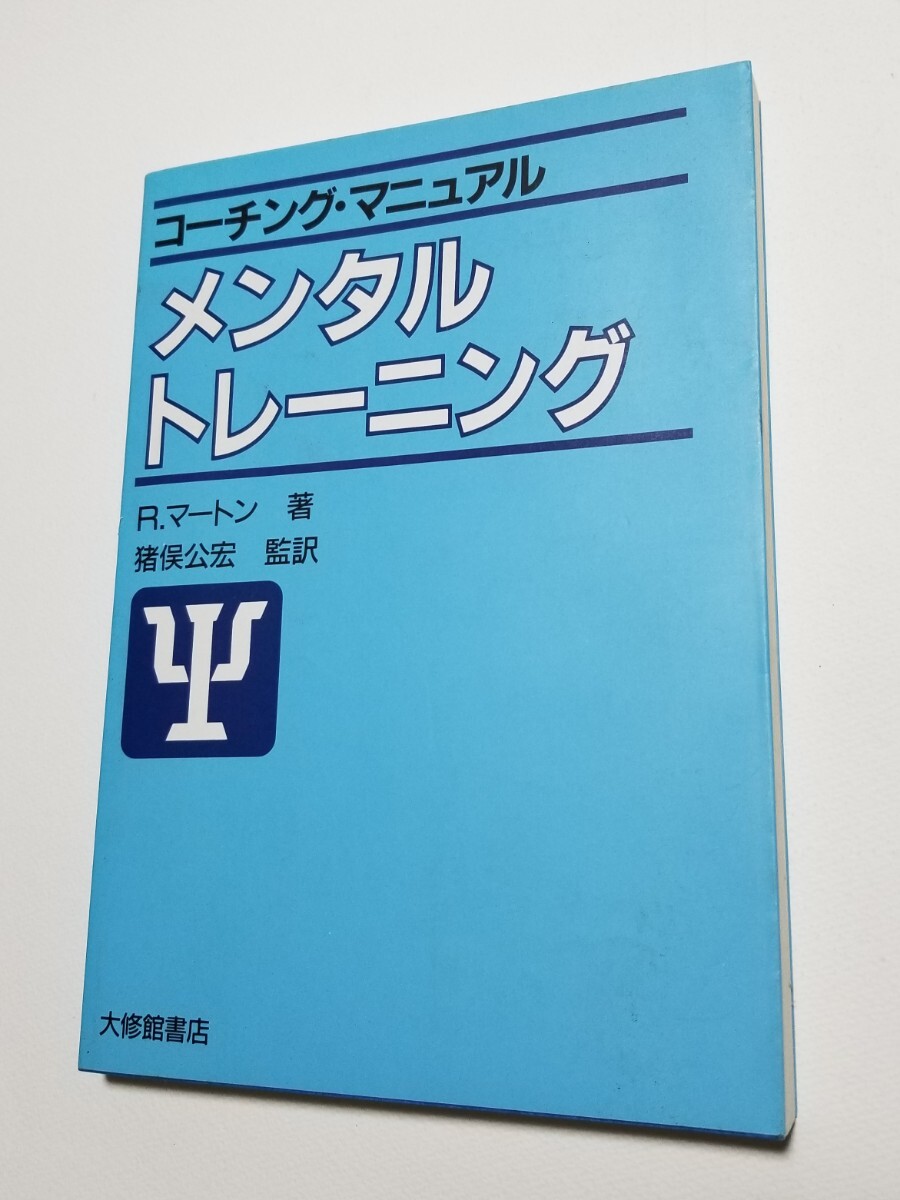 コーチング・マニュアル
メンタル
トレーニング
R.マートン 著
猪俣公宏 監訳
Ψ
大修館書店